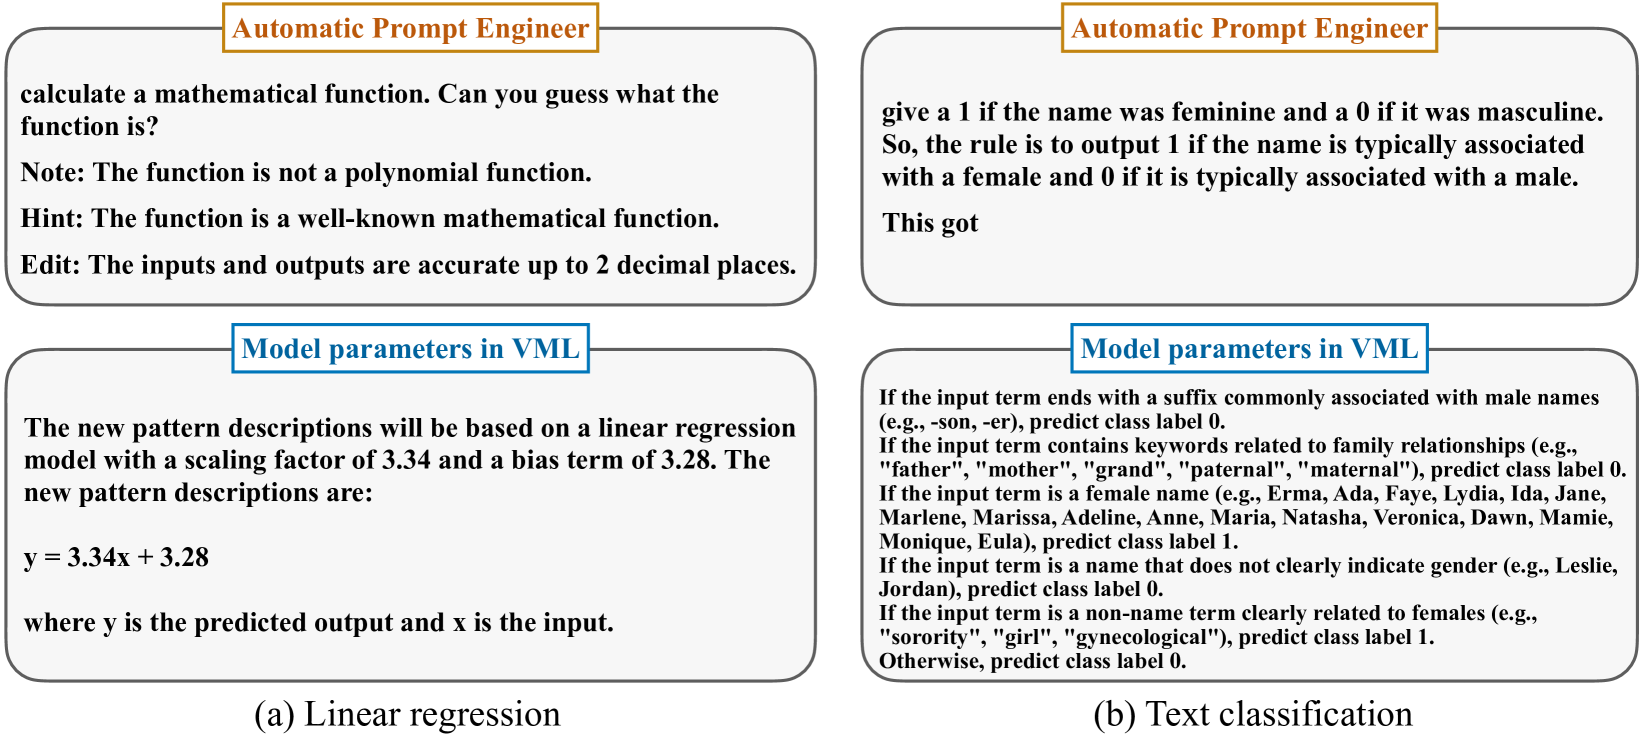 Automatic Prompt Engineer
calculate a mathematical function. Can you guess what the
function is?
Note: The function is not a polynomial function.
Hint: The function is a well-known mathematical function.
Edit: The inputs and outputs are accurate up to 2 decimal places.
Model parameters in VML
The new pattern descriptions will be based on a linear regression
model with a scaling factor of 3.34 and a bias term of 3.28. The
new pattern descriptions are:
y = 3.34x + 3.28
where y is the predicted output and x is the input.
(a) Linear regression
Automatic Prompt Engineer
give a 1 if the name was feminine and a 0 if it was masculine.
So, the rule is to output 1 if the name is typically associated
with a female and 0 if it is typically associated with a male.
This got
Model parameters in VML
If the input term ends with a suffix commonly associated with male names
(e.g., -son, -er), predict class label 0.
If the input term contains keywords related to family relationships (e.g.,
"father", "mother", "grand", "paternal", "maternal"), predict class label 0.
If the input term is a female name (e.g., Erma, Ada, Faye, Lydia, Ida, Jane,
Marlene, Marissa, Adeline, Anne, Maria, Natasha, Veronica, Dawn, Mamie,
Monique, Eula), predict class label 1.
If the input term is a name that does not clearly indicate gender (e.g., Leslie,
Jordan), predict class label 0.
If the input term is a non-name term clearly related to females (e.g.,
"sorority", "girl", "gynecological"), predict class label 1.
Otherwise, predict class label 0.
(b) Text classification